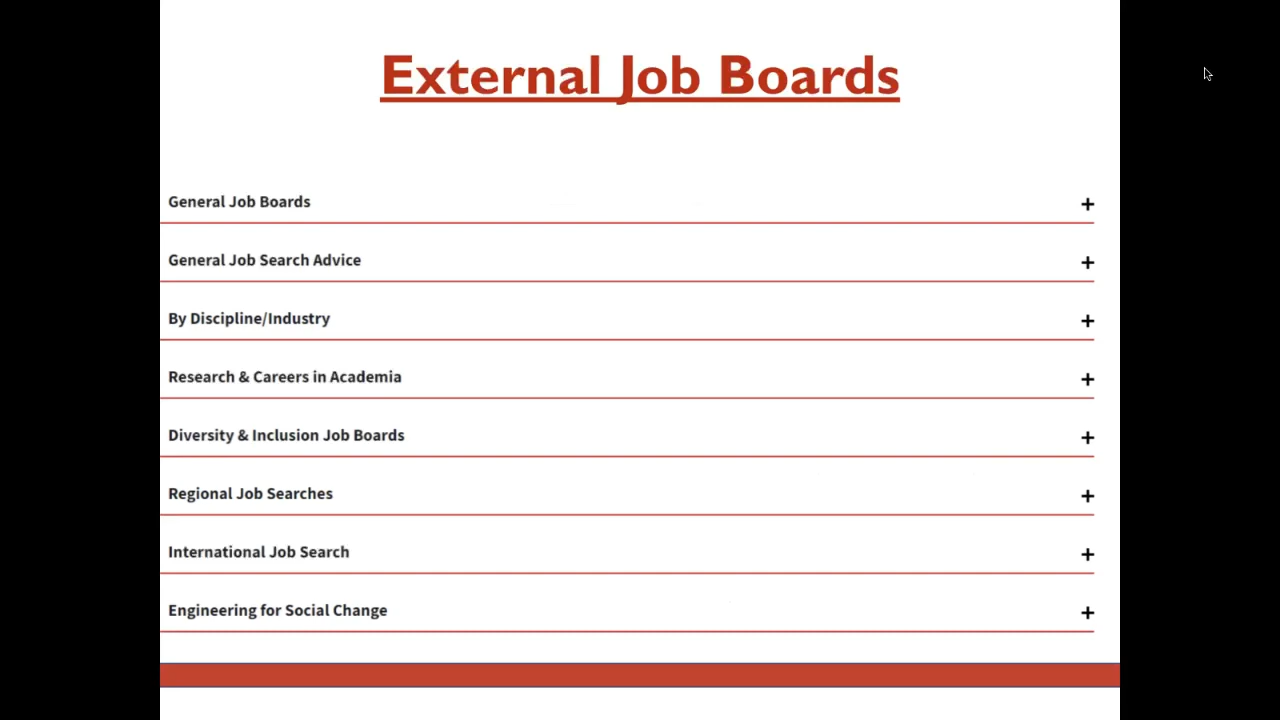 External Job Boards
General Job Boards +
General Job Search Advice +
By Discipline/Industry +
Research & Careers in Academia +
Diversity & Inclusion Job Boards +
Regional Job Searches +
International Job Search +
Engineering for Social Change +